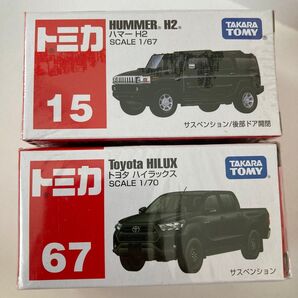 トミカ
15
HUMMER® H2®
ハマー H2
SCALE 1/67
TAKARA
TOMY
サスペンション/後部ドア開閉
トミカ
67
Toyota HILUX
トヨタ ハイラックス
SCALE 1/70
TAKARA
TOMY
サスペンション